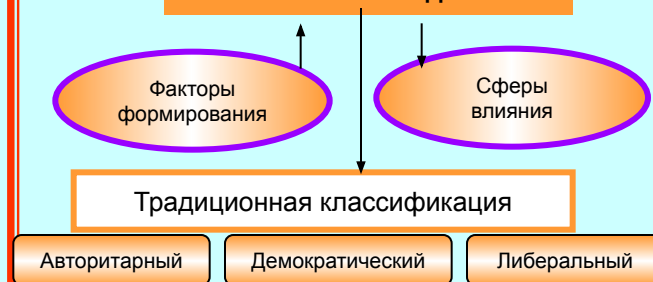 Факторы
формирования
Сферы
влияния
Традиционная классификация
Авторитарный
Демократический
Либеральный